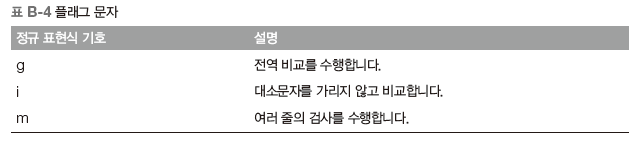 표 B-4 플래그 문자
정규 표현식 기호 설명
g 전역 비교를 수행합니다.
i 대소문자를 가리지 않고 비교합니다.
m 여러 줄의 검사를 수행합니다.